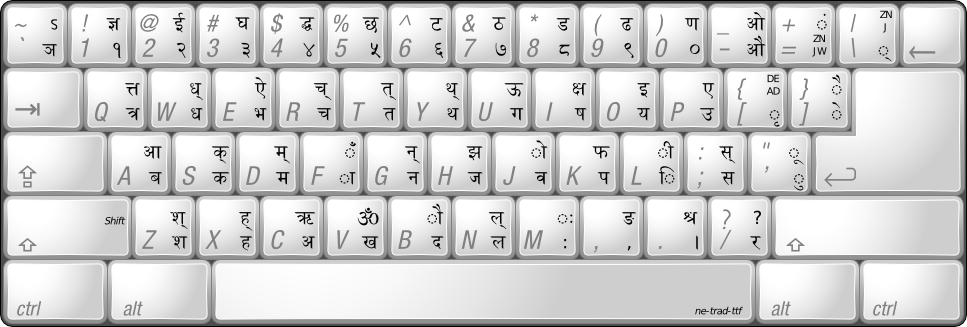 ~ ऽ ! ज्ञ @ ई # घ $ द्ध % छ ^ ट & ठ * ड ( ढ ) ण _ ओ + ं | ZN J
` ञ 1 १ 2 २ 3 ३ 4 ४ 5 ५ 6 ६ 7 ७ 8 ८ 9 ९ 0 ० - औ = ZN JW \ ्
त्त ध् ऐ च् त् थ् ऊ क्ष इ ए { DE AD } ै
Q त्र W ध E भ R च T त Y थ U ग I ष O य P उ [ ृ ] े
आ क् म् ँ न् झ ो फ ी : स् " ू
A ब S क D म F ा G न H ज J व K प L ि ; स ' ु
Shift श् ह् ऋ ॐ ौ ल् ः ङ श्र ? ?
Z श X ह C अ V ख B द N ल M : , , . । / र
ctrl alt ne-trad-ttf alt ctrl